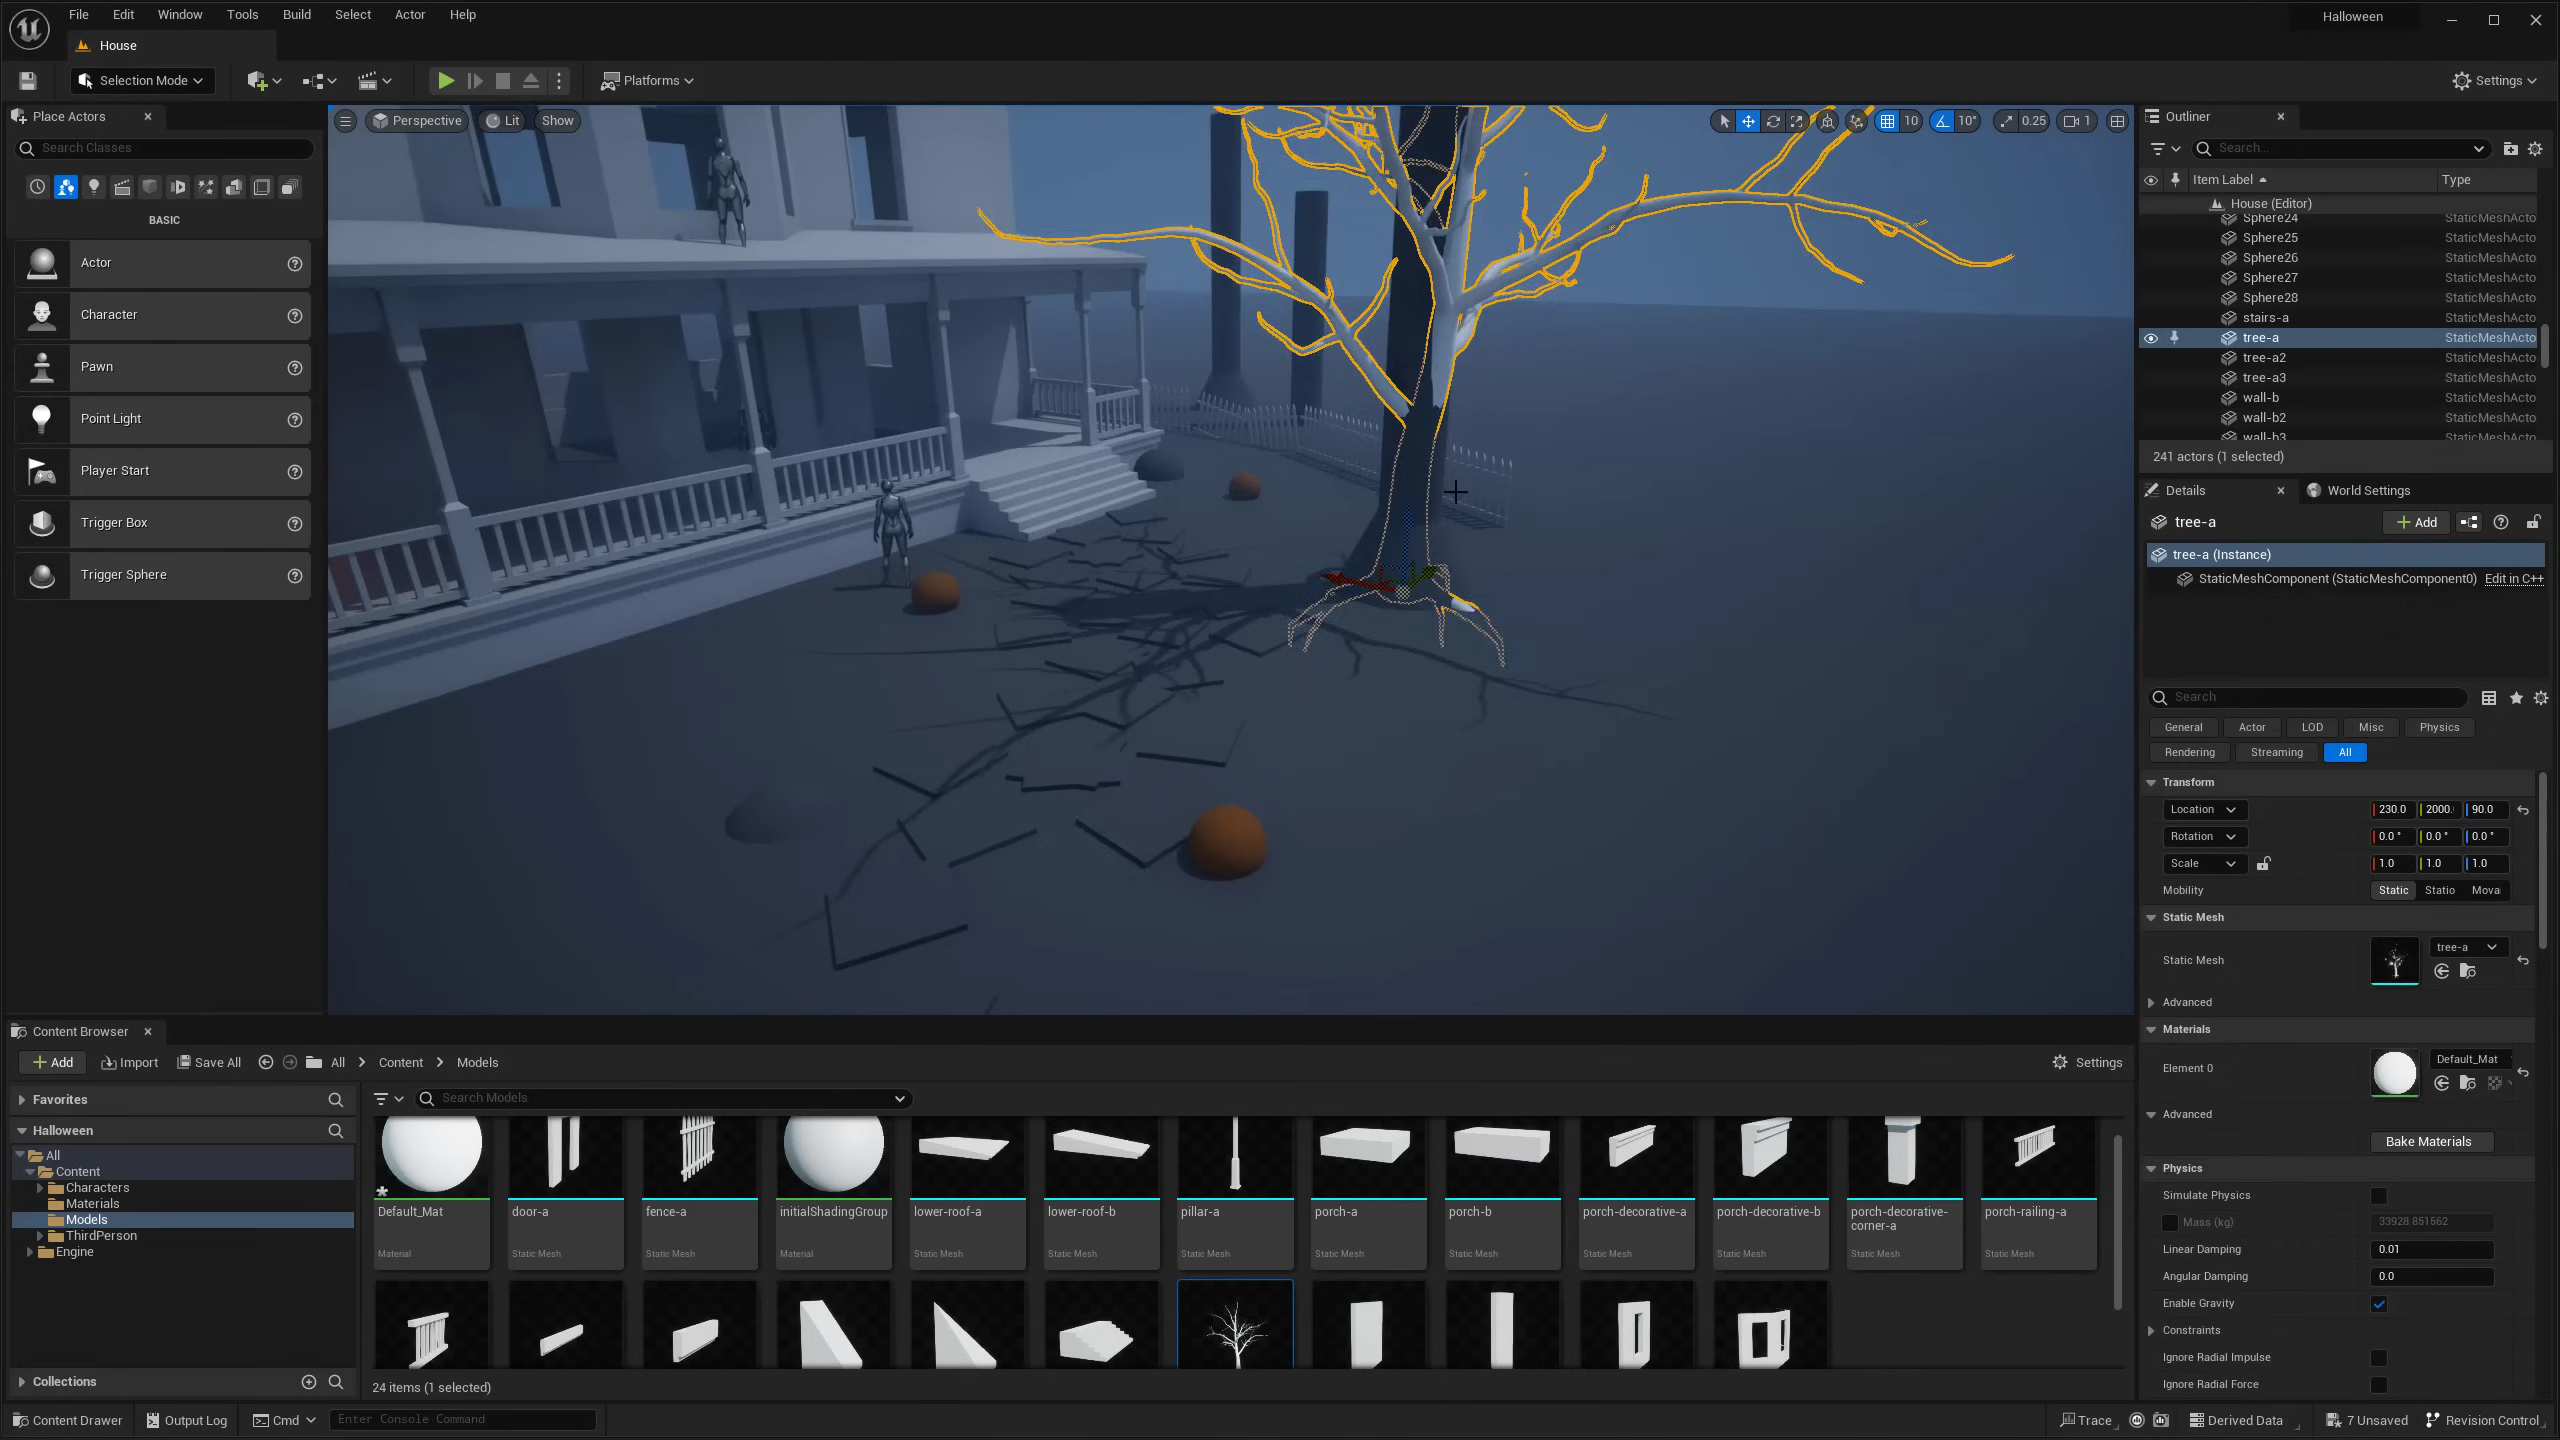 File Edit Window Tools Build Select Actor Help
Halloween
House
Selection Mode
Platforms
Settings
Place Actors
Search Classes
BASIC
Actor
Character
Pawn
Point Light
Player Start
Trigger Box
Trigger Sphere
Perspective Lit Show
10 10° 0.25 1
Outliner
Search...
Item Label Type
House (Editor)
Sphere24 StaticMeshActo
Sphere25 StaticMeshActo
Sphere26 StaticMeshActo
Sphere27 StaticMeshActo
Sphere28 StaticMeshActo
stairs-a StaticMeshActo
tree-a StaticMeshActo
tree-a2 StaticMeshActo
tree-a3 StaticMeshActo
wall-b StaticMeshActo
wall-b2 StaticMeshActo
wall-b3 StaticMeshActo
241 actors (1 selected)
Details World Settings
tree-a Add
tree-a (Instance)
StaticMeshComponent (StaticMeshComponent0) Edit in C++
Search
General Actor LOD Misc Physics
Rendering Streaming All
Transform
Location 230.0 2000. 90.0
Rotation 0.0 ° 0.0 ° 0.0 °
Scale 1.0 1.0 1.0
Mobility Static Statio Moval
Static Mesh
Static Mesh tree-a
Advanced
Materials
Element 0 Default_Mat
Advanced
Bake Materials
Physics
Simulate Physics
Mass (kg) 33928.851562
Linear Damping 0.01
Angular Damping 0.0
Enable Gravity
Constraints
Ignore Radial Impulse
Ignore Radial Force
Content Browser
Add Import Save All All Content Models
Settings
Favorites
Halloween
All
Content
Characters
Materials
Models
ThirdPerson
Engine
Collections
Search Models
Default_Mat
Material
door-a
Static Mesh
fence-a
Static Mesh
initialShadingGroup
Material
lower-roof-a
Static Mesh
lower-roof-b
Static Mesh
pillar-a
Static Mesh
porch-a
Static Mesh
porch-b
Static Mesh
porch-decorative-a
Static Mesh
porch-decorative-b
Static Mesh
porch-decorative-
corner-a
Static Mesh
porch-railing-a
Static Mesh
24 items (1 selected)
Content Drawer Output Log Cmd Enter Console Command
Trace Derived Data 7 Unsaved Revision Control